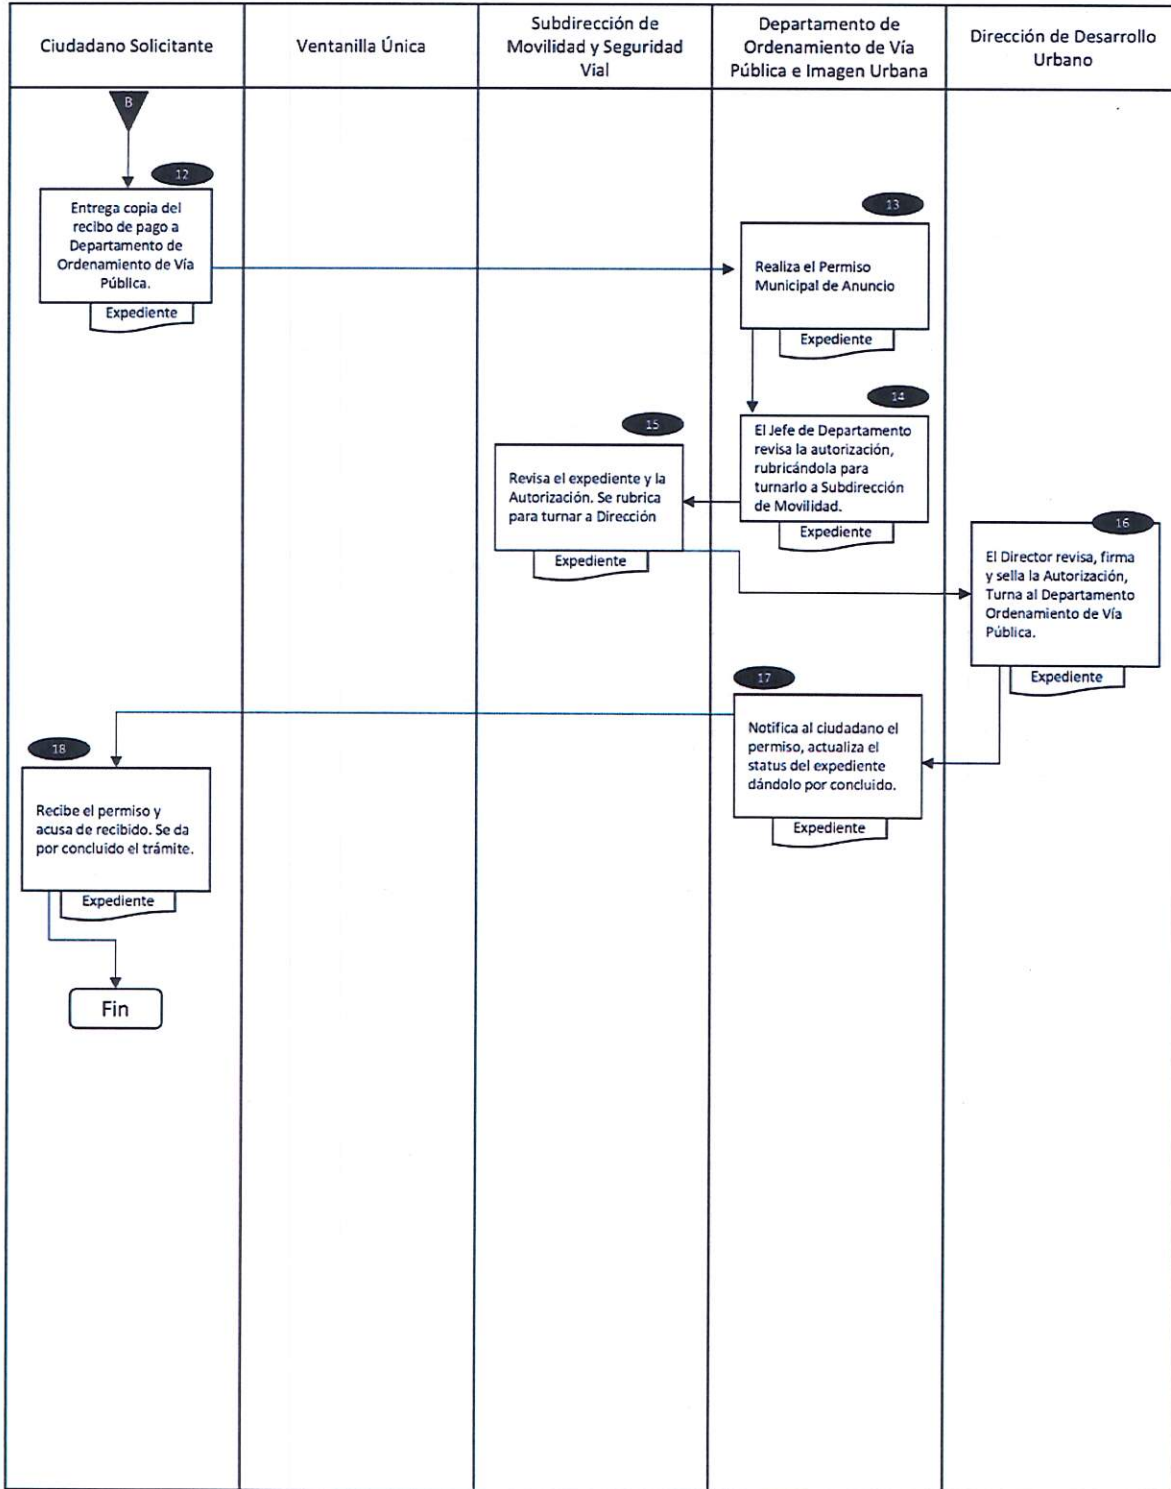 Ciudadano Solicitante
Ventanilla Única
Subdirección de
Movilidad y Seguridad
Vial
Departamento de
Ordenamiento de Vía
Pública e Imagen Urbana
Dirección de Desarrollo
Urbano
B
12
Entrega copia del
recibo de pago a
Departamento de
Ordenamiento de Vía
Pública.
Expediente
13
Realiza el Permiso
Municipal de Anuncio
Expediente
14
El Jefe de Departamento
revisa la autorización,
rubricándola para
turnarlo a Subdirección
de Movilidad.
Expediente
15
Revisa el expediente y la
Autorización. Se rubrica
para turnar a Dirección
Expediente
16
El Director revisa, firma
y sella la Autorización,
Turna al Departamento
Ordenamiento de Vía
Pública.
Expediente
17
Notifica al ciudadano el
permiso, actualiza el
status del expediente
dándolo por concluido.
Expediente
18
Recibe el permiso y
acusa de recibido. Se da
por concluido el trámite.
Expediente
Fin